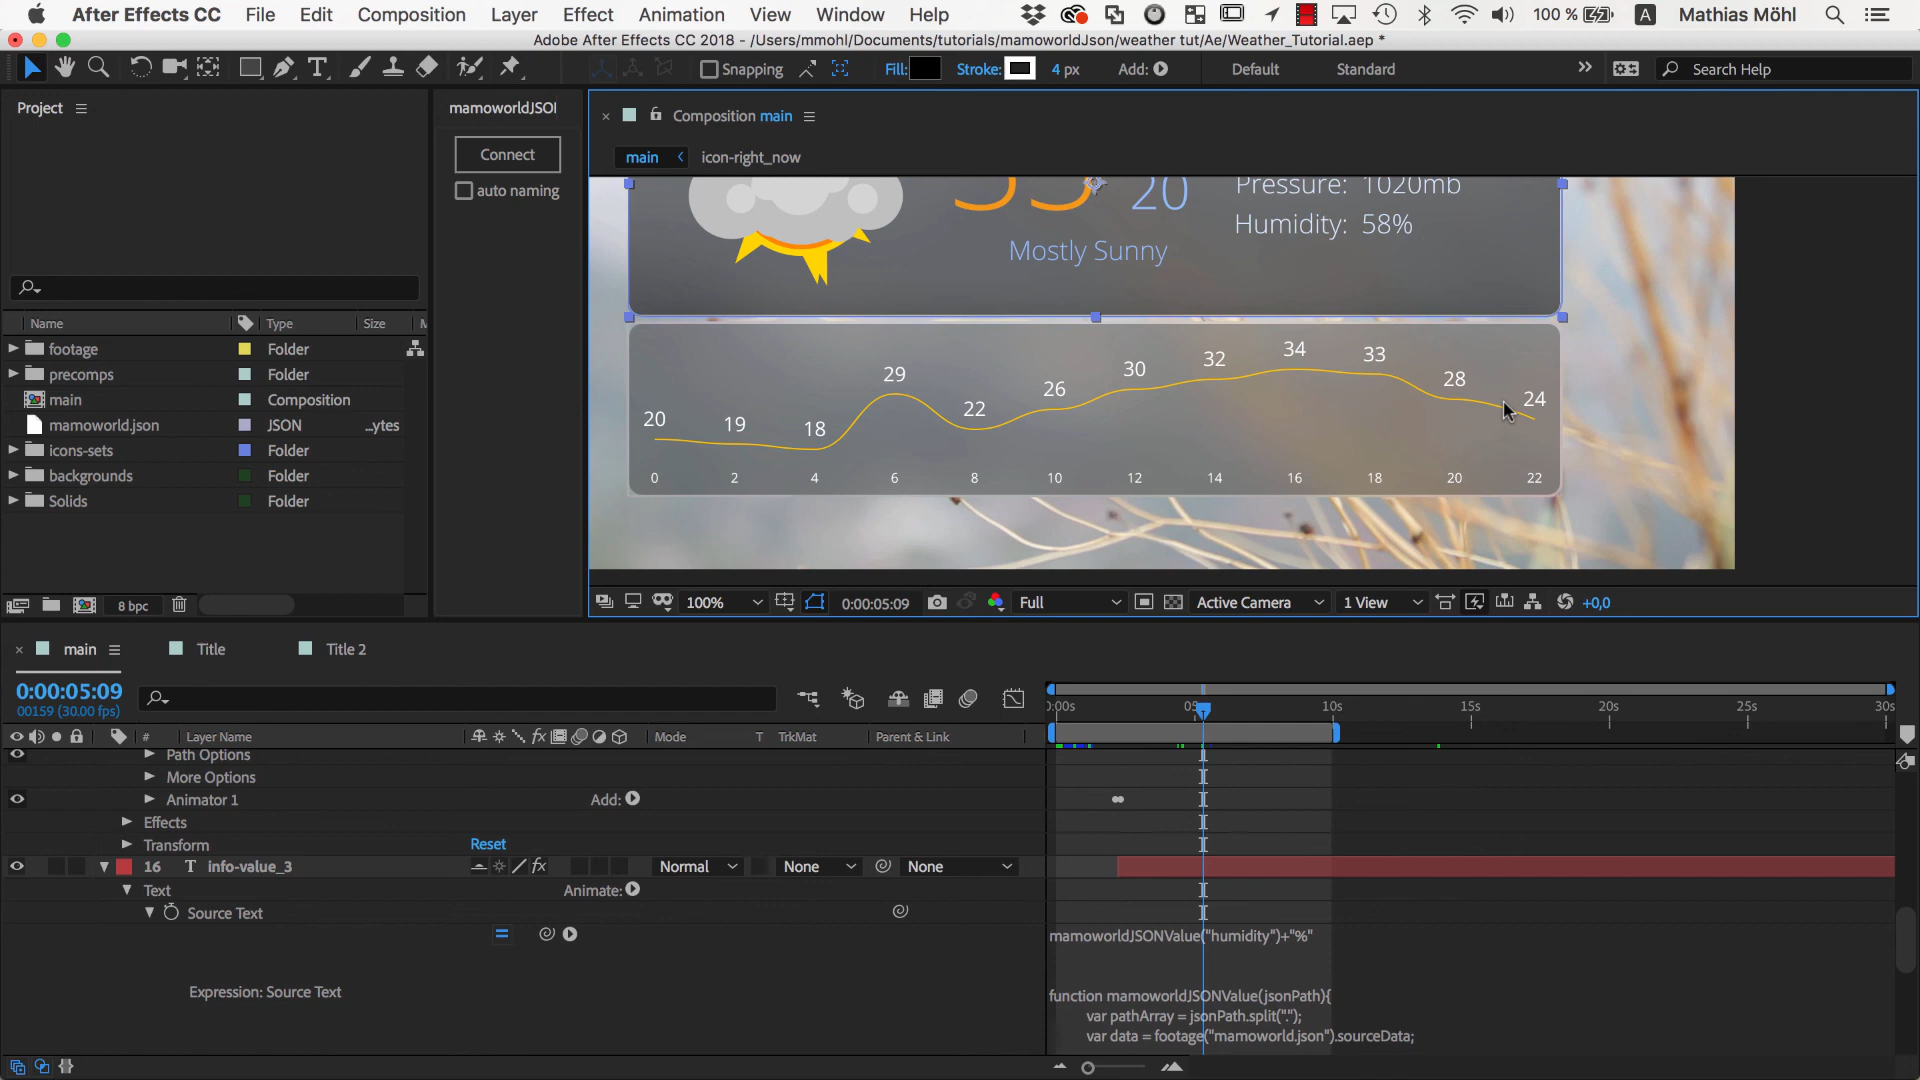 After Effects CC File Edit Composition Layer Effect Animation View Window Help 100 % A Mathias Möhl
Adobe After Effects CC 2018 - /Users/mmohl/Documents/tutorials/mamoworldJson/weather tut/Ae/Weather_Tutorial.aep *
Snapping Fill: Stroke: 4 px Add: Default Standard Search Help
Project
mamoworldJSO
Connect
auto naming
Composition main
main icon-right_now
20 Pressure: 1020mb
Humidity: 58%
Mostly Sunny
20 19 18 29 22 26 30 32 34 33 28 24
0 2 4 6 8 10 12 14 16 18 20 22
Name Type Size
footage Folder
precomps Folder
main Composition
mamoworld.json JSON ...ytes
icons-sets Folder
backgrounds Folder
Solids Folder
8 bpc
100% 0:00:05:09 Full Active Camera 1 View +0,0
main Title Title 2
0:00:05:09
00159 (30.00 fps)
0:00s 05s 10s 15s 20s 25s 30s
# Layer Name fx Mode T TrkMat Parent & Link
Path Options
More Options
Animator 1 Add:
Effects
Transform Reset
16 T info-value_3 fx Normal None None
Text Animate:
Source Text
mamoworldJSONValue("humidity")+"%"
Expression: Source Text
function mamoworldJSONValue(jsonPath){
var pathArray = jsonPath.split(".");
var data = footage("mamoworld.json").sourceData;